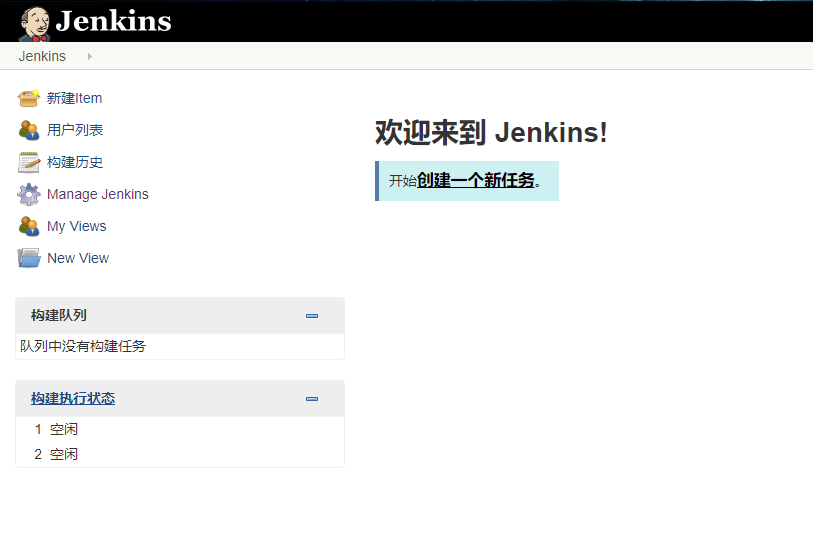 Jenkins
Jenkins
新建Item
用户列表
构建历史
Manage Jenkins
My Views
New View
构建队列
队列中没有构建任务
构建执行状态
1 空闲
2 空闲
欢迎来到 Jenkins!
开始创建一个新任务。